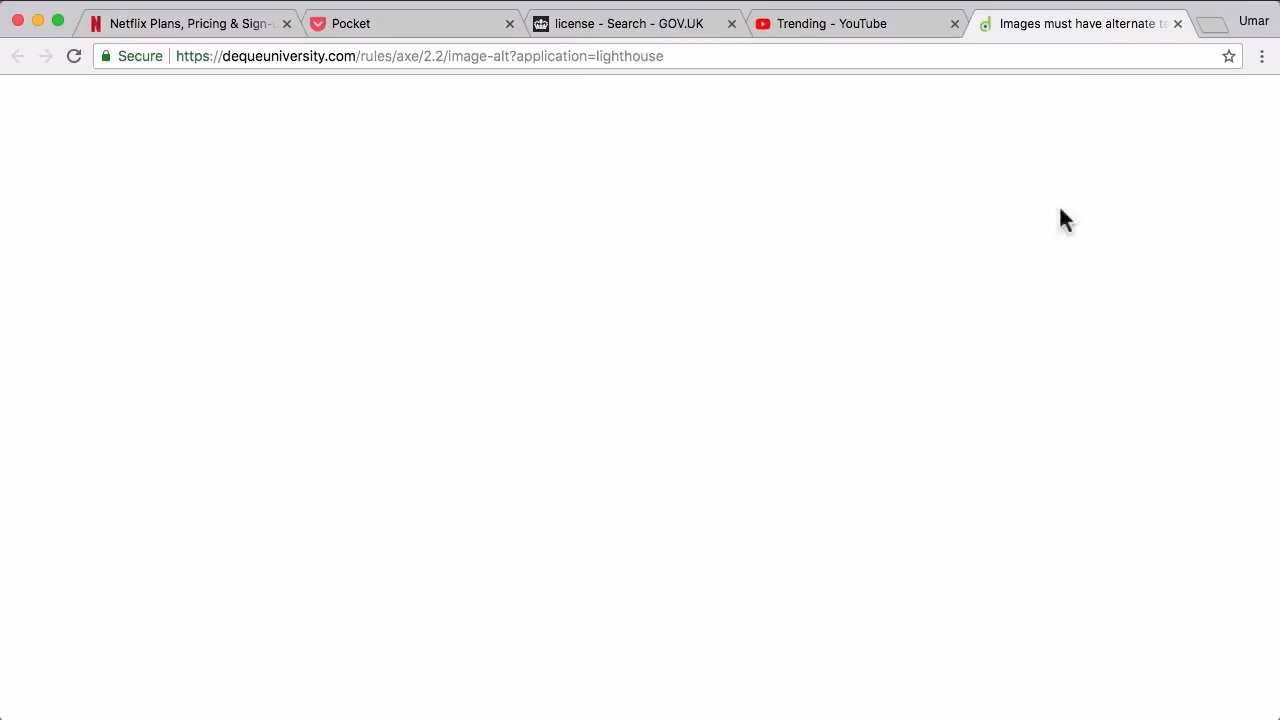 Netflix Plans, Pricing & Sign-
Pocket
license - Search - GOV.UK
Trending - YouTube
Images must have alternate te
Umar
Secure
https://dequeuniversity.com/rules/axe/2.2/image-alt?application=lighthouse